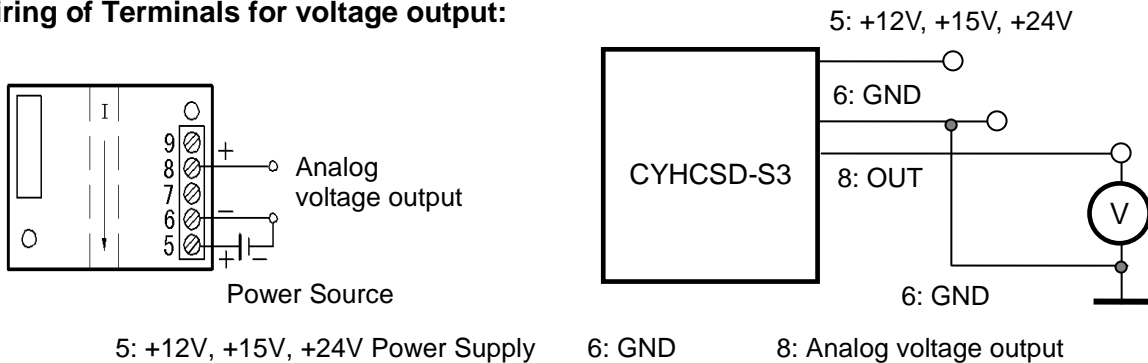 iring of Terminals for voltage output:
I
9
8
7
6
5
+
−
+
−
Analog
voltage output
Power Source
5: +12V, +15V, +24V
6: GND
CYHCSD-S3
8: OUT
V
6: GND
5: +12V, +15V, +24V Power Supply 6: GND 8: Analog voltage output